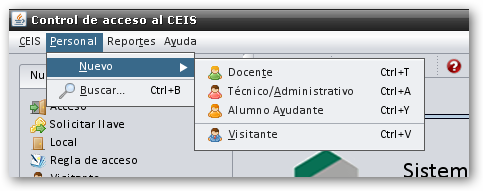 Control de acceso al CEIS
CEIS Personal Reportes Ayuda
Nuevo
Buscar... Ctrl+B
Docente Ctrl+T
Técnico/Administrativo Ctrl+A
Alumno Ayudante Ctrl+Y
Visitante Ctrl+V
Nu
Acceso
Solicitar llave
Local
Regla de acceso
Visitante
Sistem